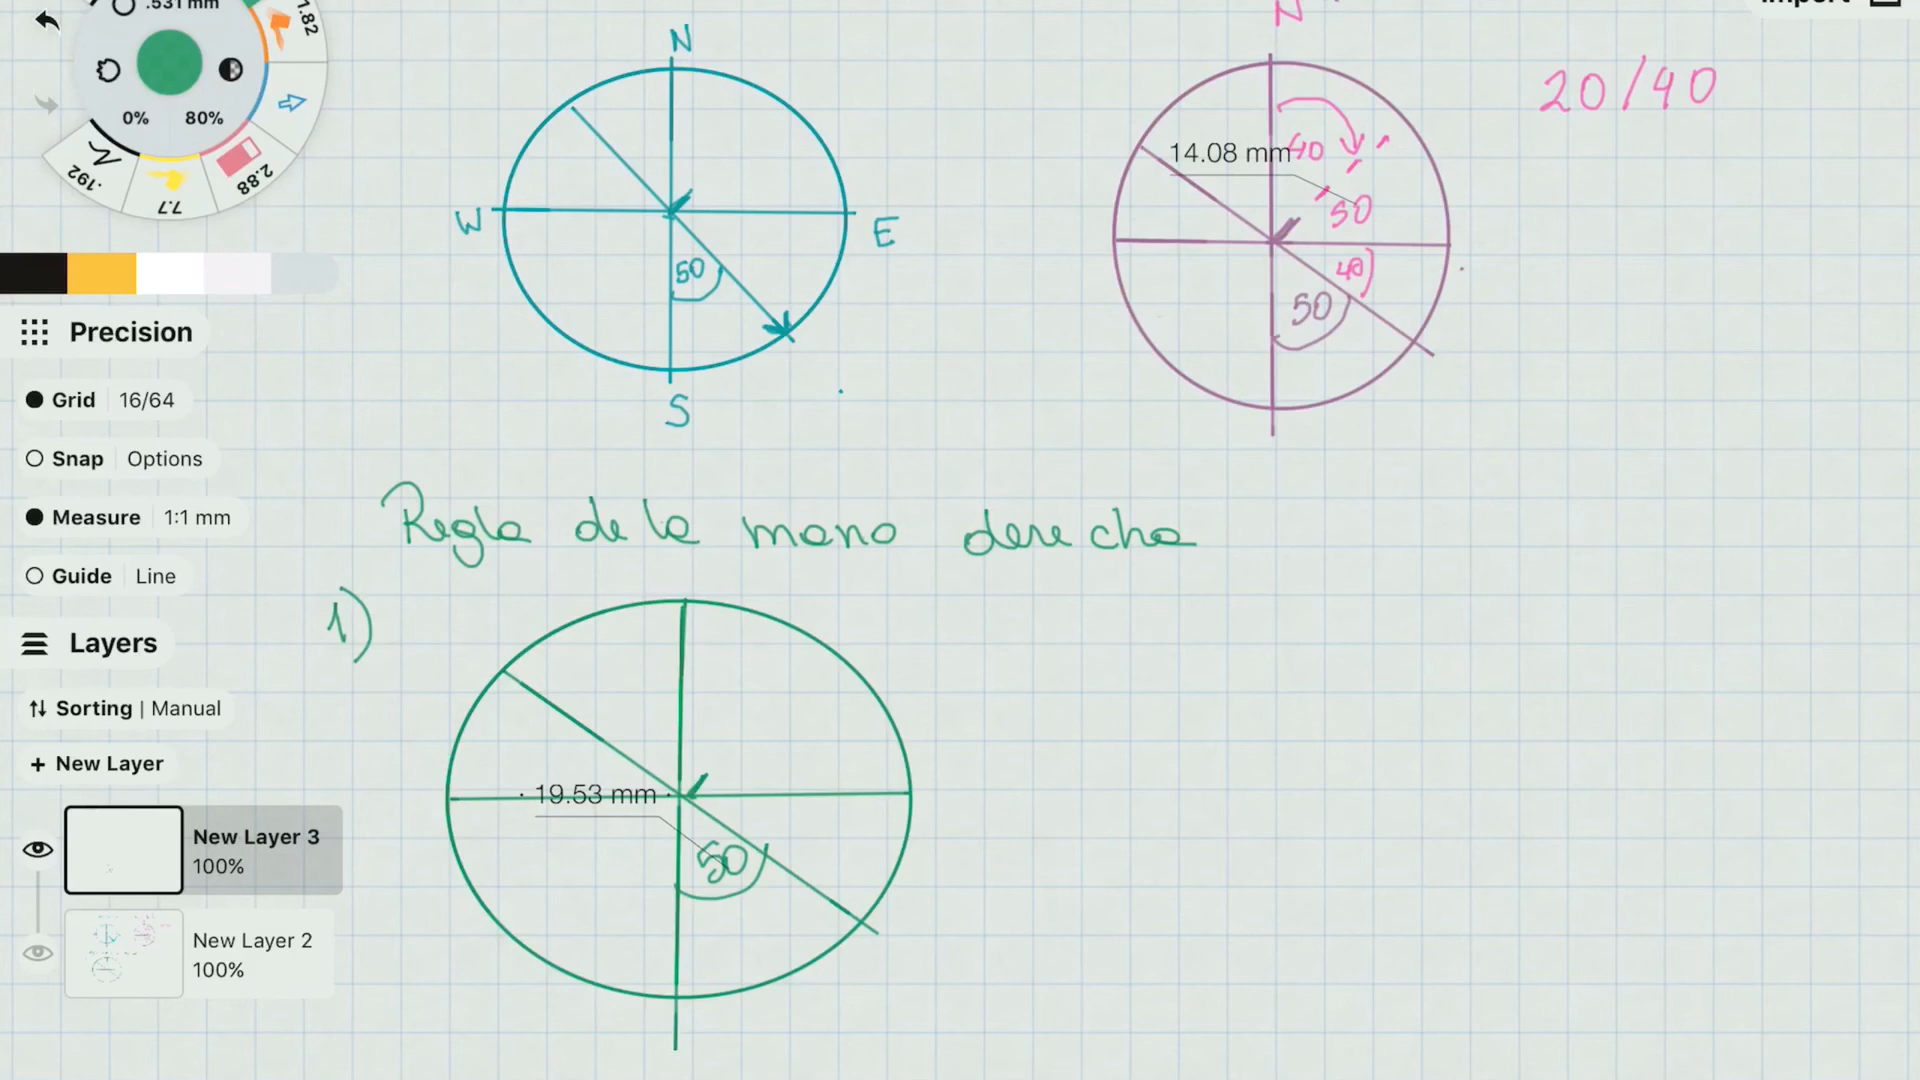 .531 mm
1.82
Import
0%
80%
.192
7.7
2.88
N
W
E
50
S
N
20/40
14.08 mm
40
50
40
50
Precision
Grid | 16/64
Snap | Options
Measure | 1:1 mm
Guide | Line
Layers
Sorting | Manual
+ New Layer
New Layer 3
100%
New Layer 2
100%
Regla de la mano derecha
1)
19.53 mm
50